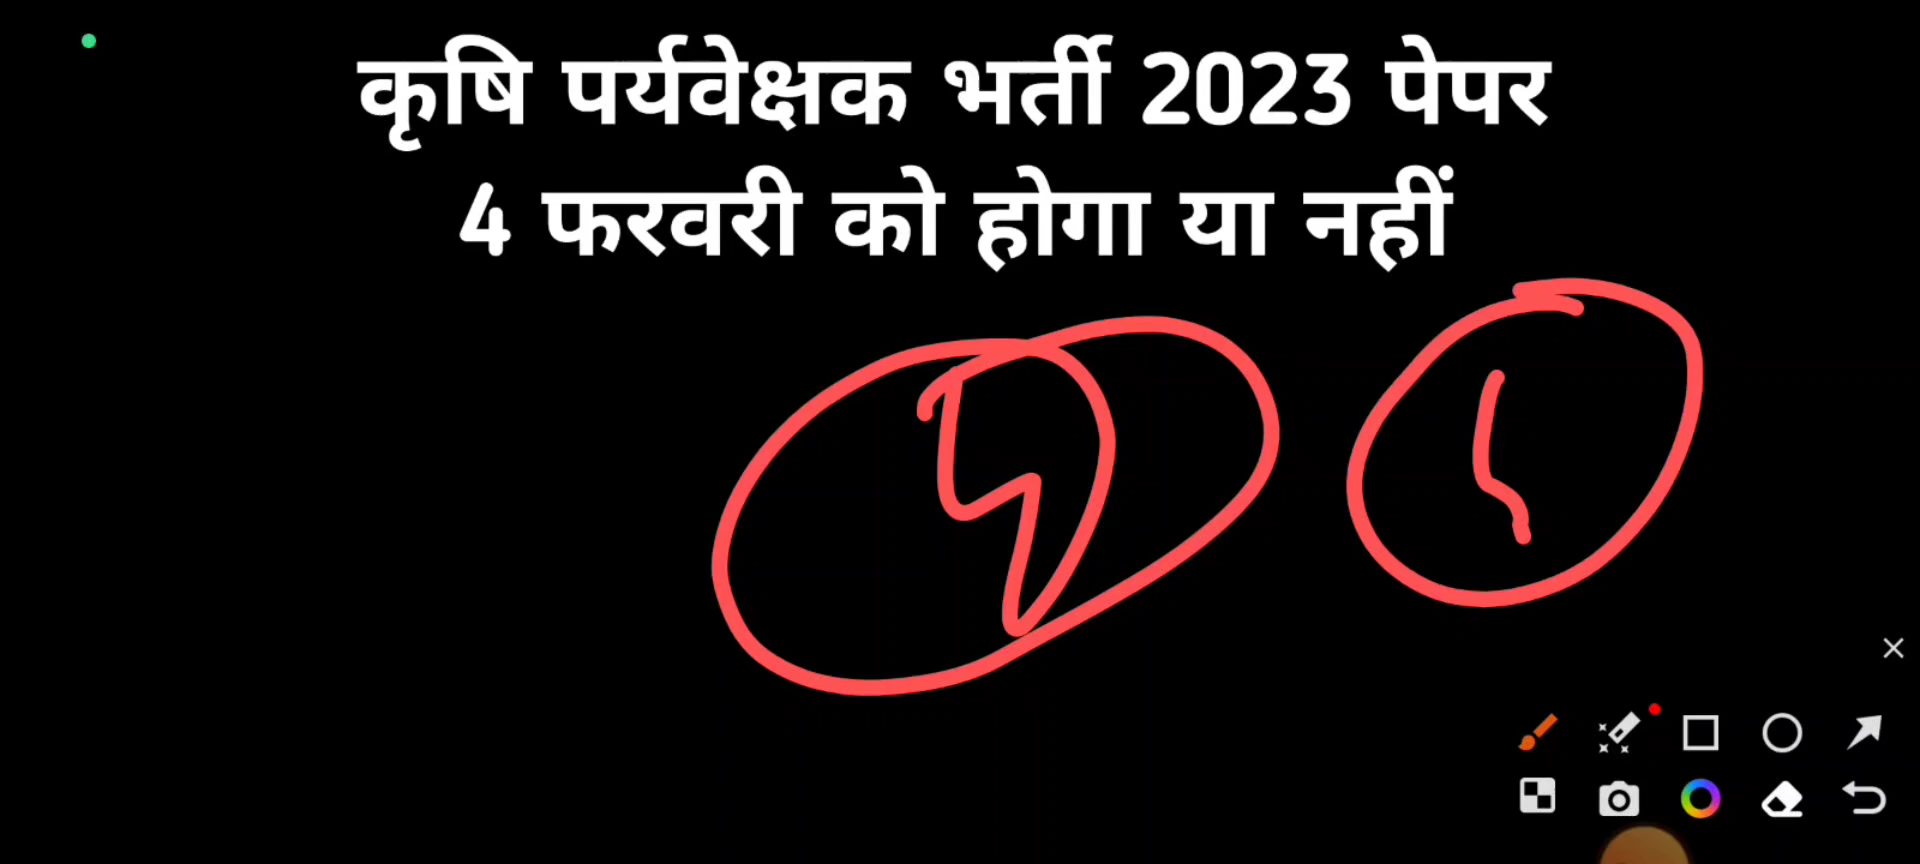 कृषि पर्यवेक्षक भर्ती 2023 पेपर
4 फरवरी को होगा या नहीं